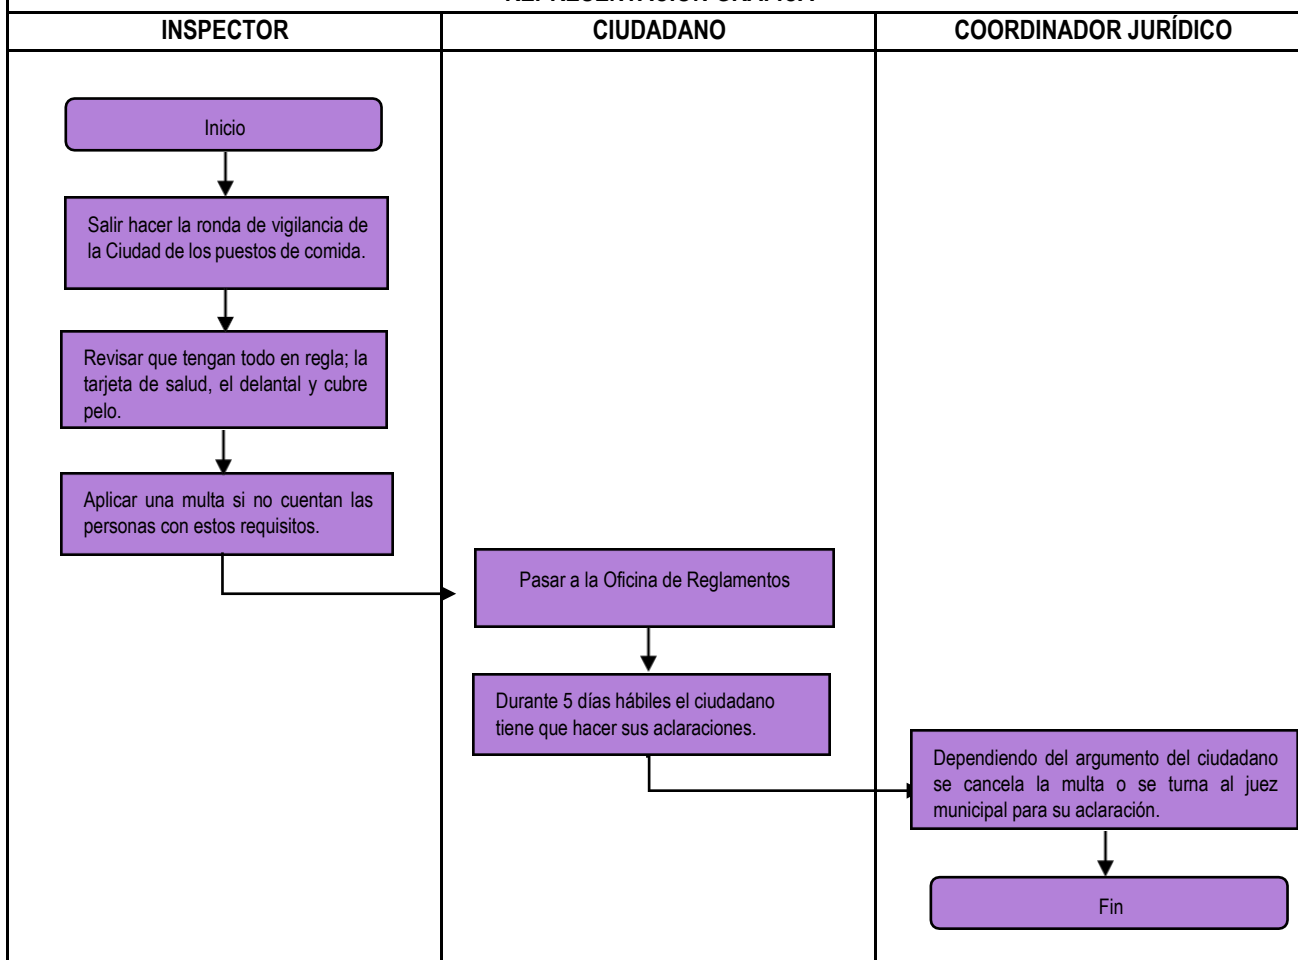 INSPECTOR
CIUDADANO
COORDINADOR JURÍDICO
Inicio
Salir hacer la ronda de vigilancia de
la Ciudad de los puestos de comida.
Revisar que tengan todo en regla; la
tarjeta de salud, el delantal y cubre
pelo.
Aplicar una multa si no cuentan las
personas con estos requisitos.
Pasar a la Oficina de Reglamentos
Durante 5 días hábiles el ciudadano
tiene que hacer sus aclaraciones.
Dependiendo del argumento del ciudadano
se cancela la multa o se turna al juez
municipal para su aclaración.
Fin